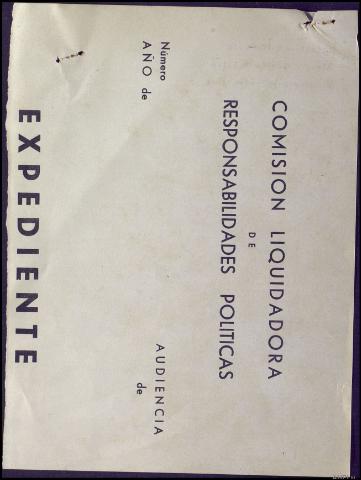 COMISION LIQUIDADORA
DE
RESPONSABILIDADES POLITICAS
Número
AÑO de
AUDIENCIA
de
EXPEDIENTE